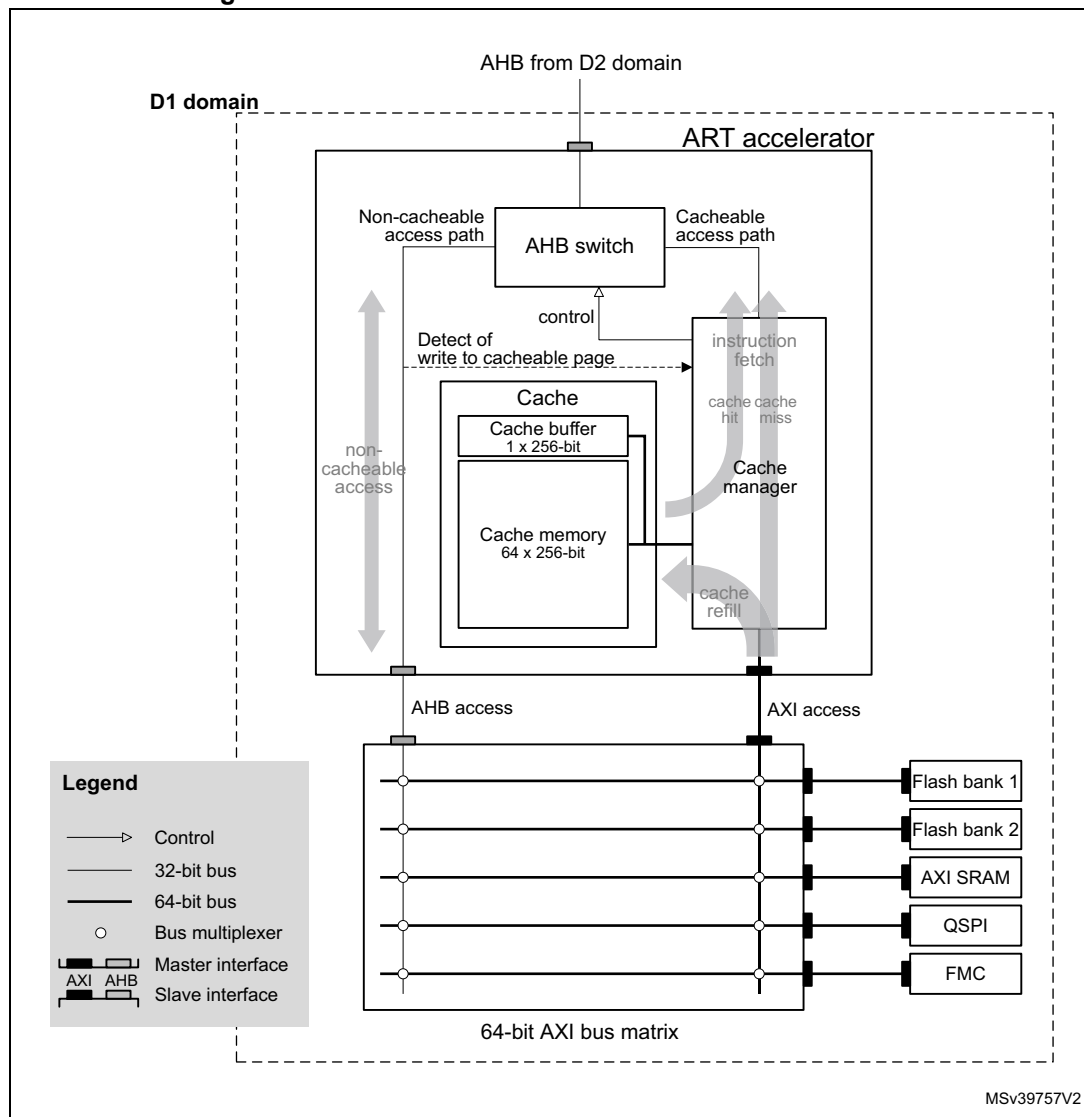 AHB from D2 domain
D1 domain
ART accelerator
Non-cacheable
access path
Cacheable
access path
AHB switch
control
Detect of
write to cacheable page
instruction
fetch
Cache
cache
hit
cache
miss
Cache buffer
1 x 256-bit
non-
cacheable
access
Cache
manager
Cache memory
64 x 256-bit
cache
refill
AHB access
AXI access
Legend
Control
32-bit bus
64-bit bus
Bus multiplexer
Master interface
AXI AHB
Slave interface
Flash bank 1
Flash bank 2
AXI SRAM
QSPI
FMC
64-bit AXI bus matrix
MSv39757V2